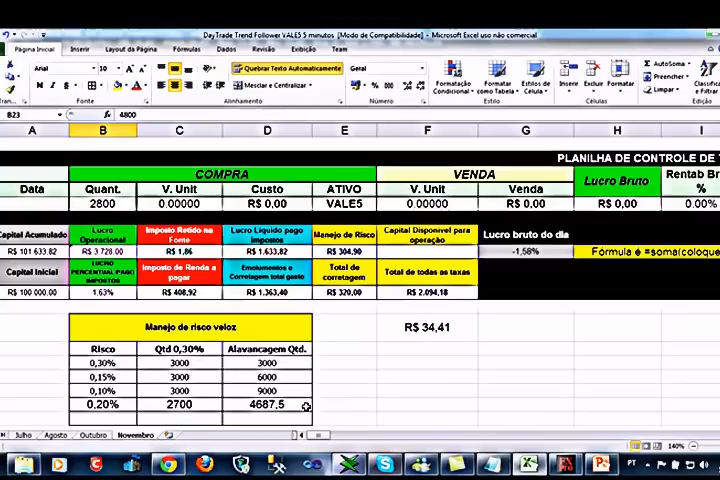 DayTrade Trend Follower VALE5 5 minutos [Modo de Compatibilidade] - Microsoft Excel uso não comercial
Página Inicial Inserir Layout da Página Fórmulas Dados Revisão Exibição Team
Arial 10 Quebrar Texto Automaticamente Geral AutoSoma
N I S Mesclar e Centralizar Formatação Condicional Formatar como Tabela Estilos de Célula Inserir Excluir Formatar Preencher Limpar Classificar e Filtr
Fonte Alinhamento Número Estilo Células
B23 4800
A B C D E F G H I
PLANILHA DE CONTROLE DE
COMPRA VENDA Lucro Bruto Rentab Br %
Data Quant. V. Unit Custo ATIVO V. Unit Venda
2800 0.00000 R$ 0,00 VALE5 0.00000 R$ 0,00 R$ 0,00 0.00%
Capital Acumulado Lucro Operacional Imposto Retido na Fonte Lucro Liquido pago impostos Manejo de Risco Capital Disponivel para operação Lucro bruto do dia
R$ 101 633,82 R$ 3 728,00 R$ 1,86 R$ 1.633,82 R$ 304,90 -1,58% Fórmula é =soma(coloque
Capital Inicial LUCRO PERCENTUAL PAGO IMPOSTOS Imposto de Renda a pagar Emolumentos e Corretagem total gasto Total de corretagem Total de todas as taxas
R$ 100 000,00 1,63% R$ 408,92 R$ 1.363,40 R$ 320,00 R$ 2.094,18
Manejo de risco veloz R$ 34,41
Risco Qtd 0,30% Alavancagem Qtd.
0,30% 3000 3000
0,15% 3000 6000
0,10% 3000 9000
0.20% 2700 4687,5
Julho Agosto Outubro Novembro
140%
PT